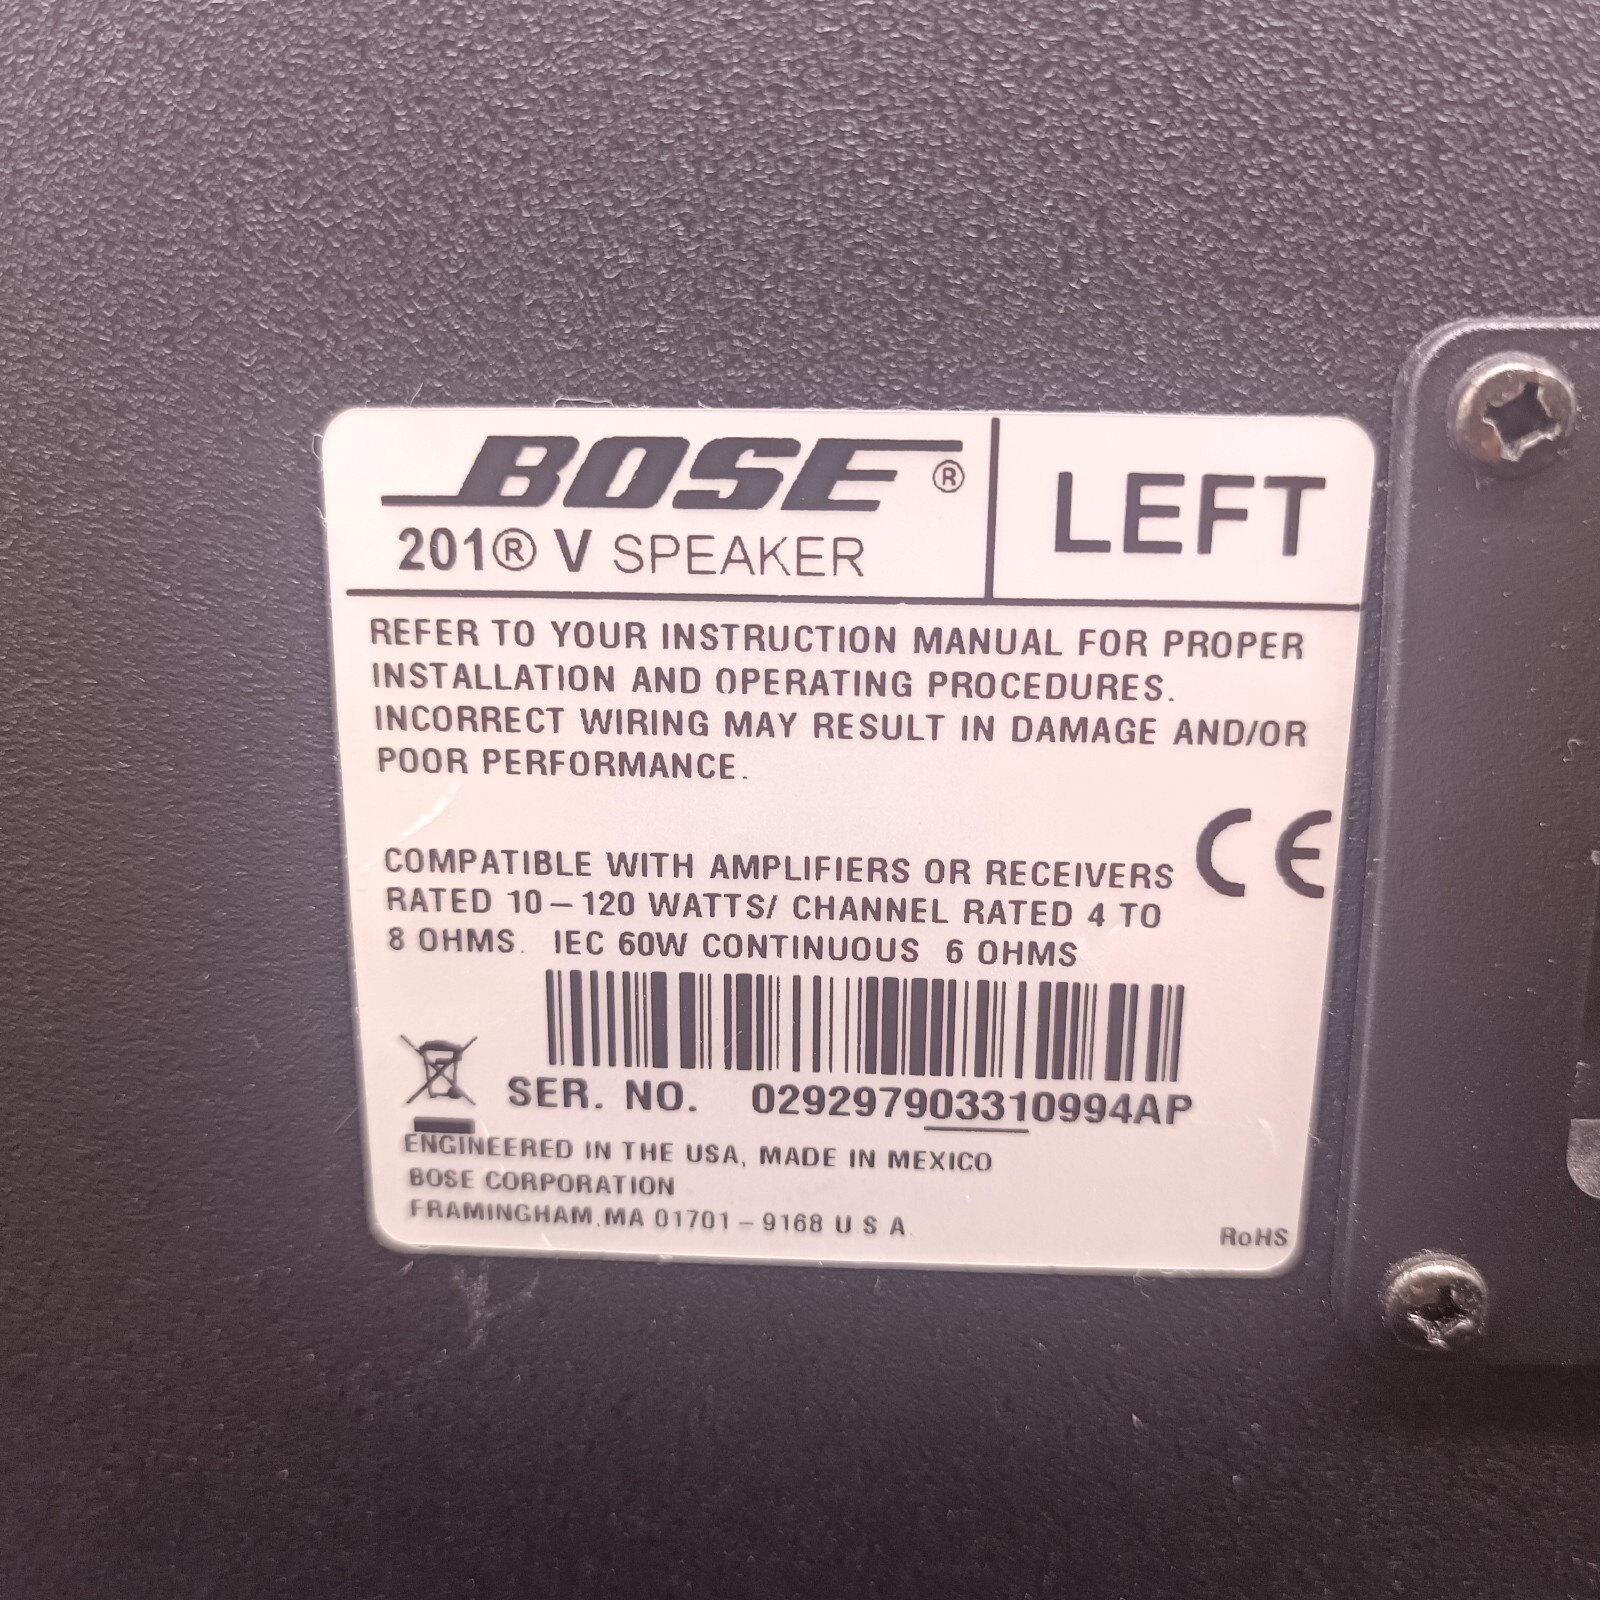 BOSE®
201® V SPEAKER
LEFT
REFER TO YOUR INSTRUCTION MANUAL FOR PROPER
INSTALLATION AND OPERATING PROCEDURES.
INCORRECT WIRING MAY RESULT IN DAMAGE AND/OR
POOR PERFORMANCE.
CE
COMPATIBLE WITH AMPLIFIERS OR RECEIVERS
RATED 10 – 120 WATTS/ CHANNEL RATED 4 TO
8 OHMS. IEC 60W CONTINUOUS 6 OHMS
SER. NO. 029297903310994AP
ENGINEERED IN THE USA, MADE IN MEXICO
BOSE CORPORATION
FRAMINGHAM, MA 01701 – 9168 U S A
RoHS